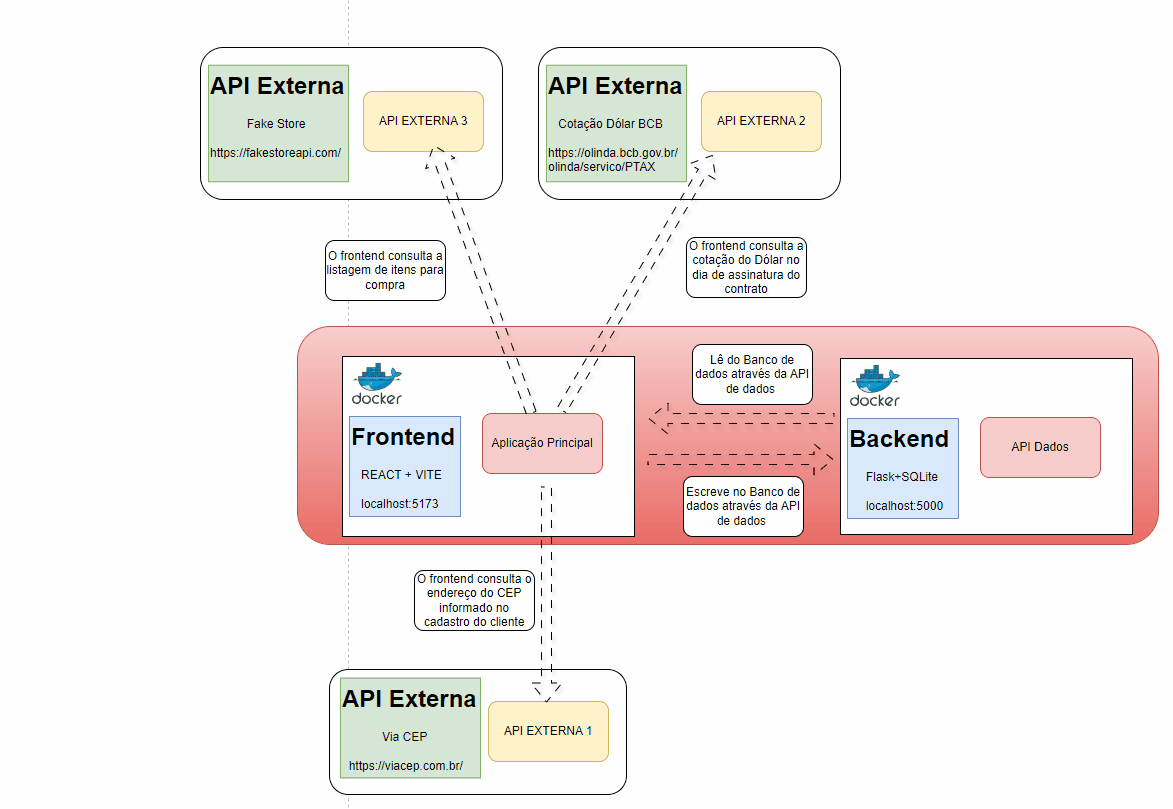 API Externa
Fake Store
https://fakestoreapi.com/
API EXTERNA 3
API Externa
Cotação Dólar BCB
https://olinda.bcb.gov.br/
olinda/servico/PTAX
API EXTERNA 2
O frontend consulta a
listagem de itens para
compra
O frontend consulta a
cotação do Dólar no
dia de assinatura do
contrato
docker
Frontend
REACT + VITE
localhost:5173
Aplicação Principal
Lê do Banco de
dados através da API
de dados
Escreve no Banco de
dados através da API
de dados
docker
Backend
Flask+SQLite
localhost:5000
API Dados
O frontend consulta o
endereço do CEP
informado no
cadastro do cliente
API Externa
Via CEP
https://viacep.com.br/
API EXTERNA 1